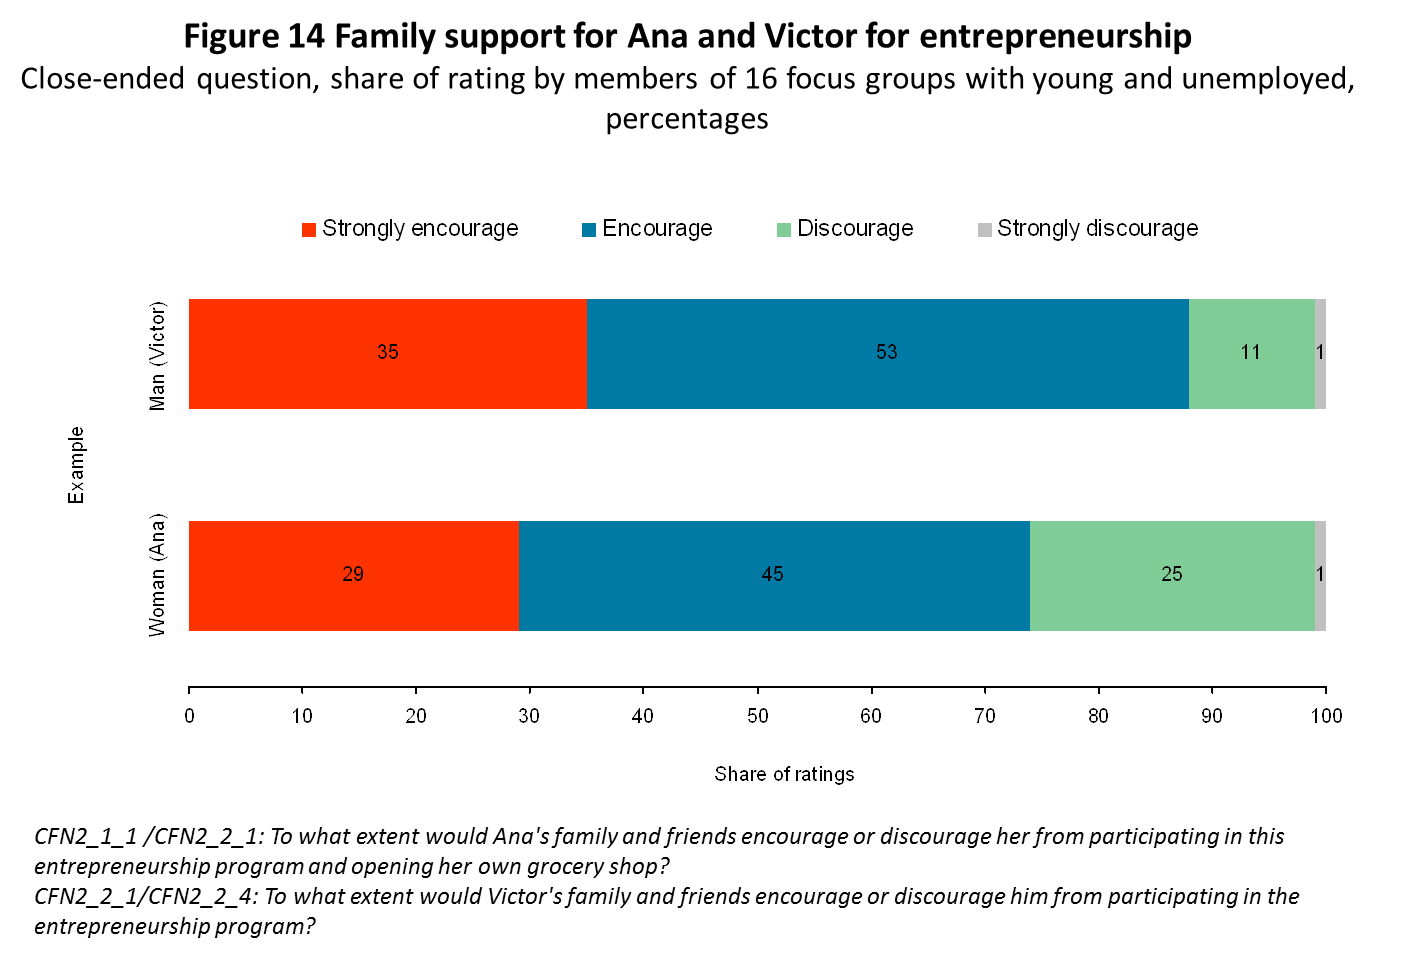 Figure 14 Family support for Ana and Victor for entrepreneurship
Close-ended question, share of rating by members of 16 focus groups with young and unemployed,
percentages
Strongly encourage Encourage Discourage Strongly discourage
Man (Victor)
35 53 11 1
Example
Woman (Ana)
29 45 25 1
0 10 20 30 40 50 60 70 80 90 100
Share of ratings
CFN2_1_1 /CFN2_2_1: To what extent would Ana's family and friends encourage or discourage her from participating in this
entrepreneurship program and opening her own grocery shop?
CFN2_2_1/CFN2_2_4: To what extent would Victor's family and friends encourage or discourage him from participating in the
entrepreneurship program?